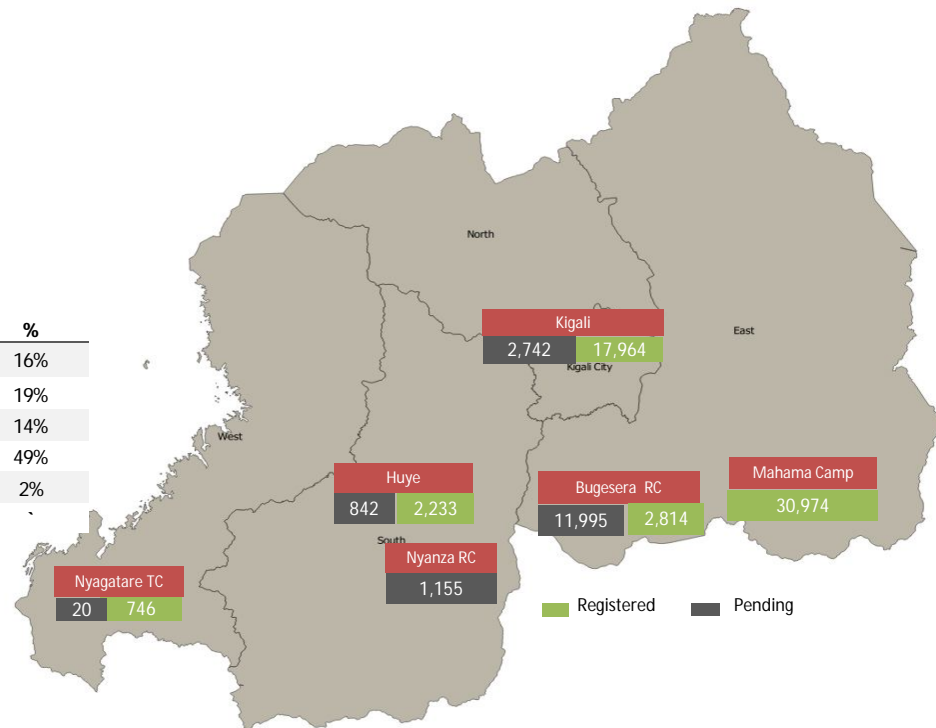 North
%
Kigali
East
2,742 17,964
16%
Kigali City
19%
14%
West
49%
Huye
Mahama Camp
Bugesera RC
2%
842 2,233
30,974
11,995 2,814
South
Nyanza RC
Nyagatare TC
1,155
20 746
Registered Pending